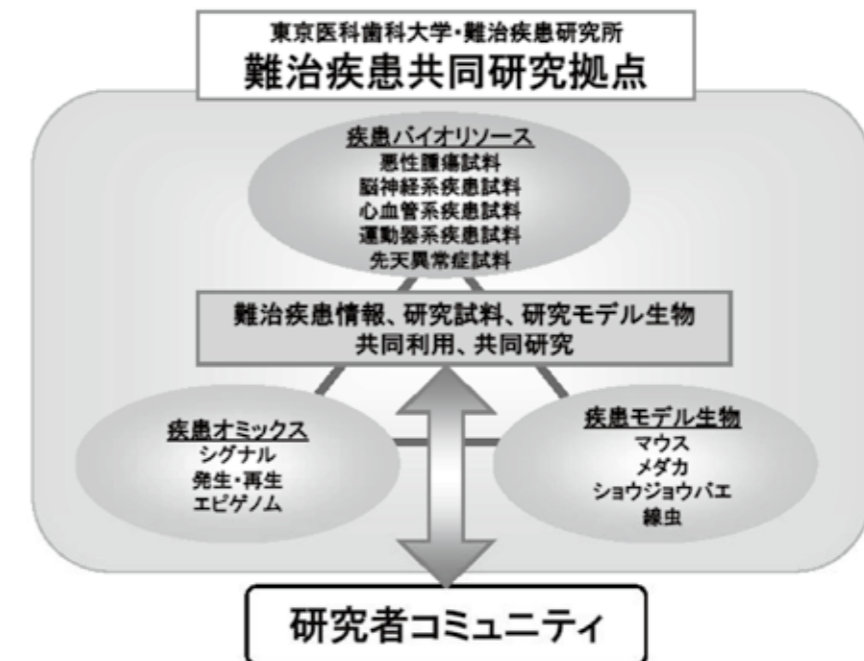 東京医科歯科大学・難治疾患研究所
難治疾患共同研究拠点
疾患バイオリソース
悪性腫瘍試料
脳神経系疾患試料
心血管系疾患試料
運動器系疾患試料
先天異常症試料
難治疾患情報、研究試料、研究モデル生物
共同利用、共同研究
疾患オミックス
シグナル
発生・再生
エピゲノム
疾患モデル生物
マウス
メダカ
ショウジョウバエ
線虫
研究者コミュニティ